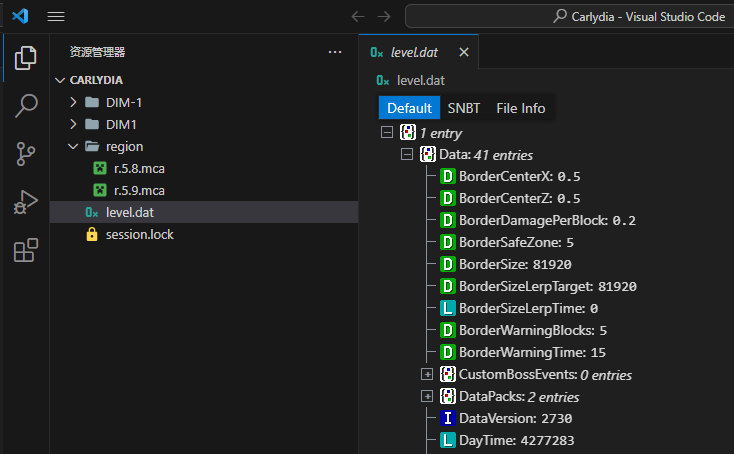 Carlydia - Visual Studio Code
资源管理器
CARLYDIA
DIM-1
DIM1
region
r.5.8.mca
r.5.9.mca
level.dat
session.lock
level.dat
level.dat
Default SNBT File Info
1 entry
Data: 41 entries
D BorderCenterX: 0.5
D BorderCenterZ: 0.5
D BorderDamagePerBlock: 0.2
D BorderSafeZone: 5
D BorderSize: 81920
D BorderSizeLerpTarget: 81920
L BorderSizeLerpTime: 0
D BorderWarningBlocks: 5
D BorderWarningTime: 15
CustomBossEvents: 0 entries
DataPacks: 2 entries
I DataVersion: 2730
L DayTime: 4277283